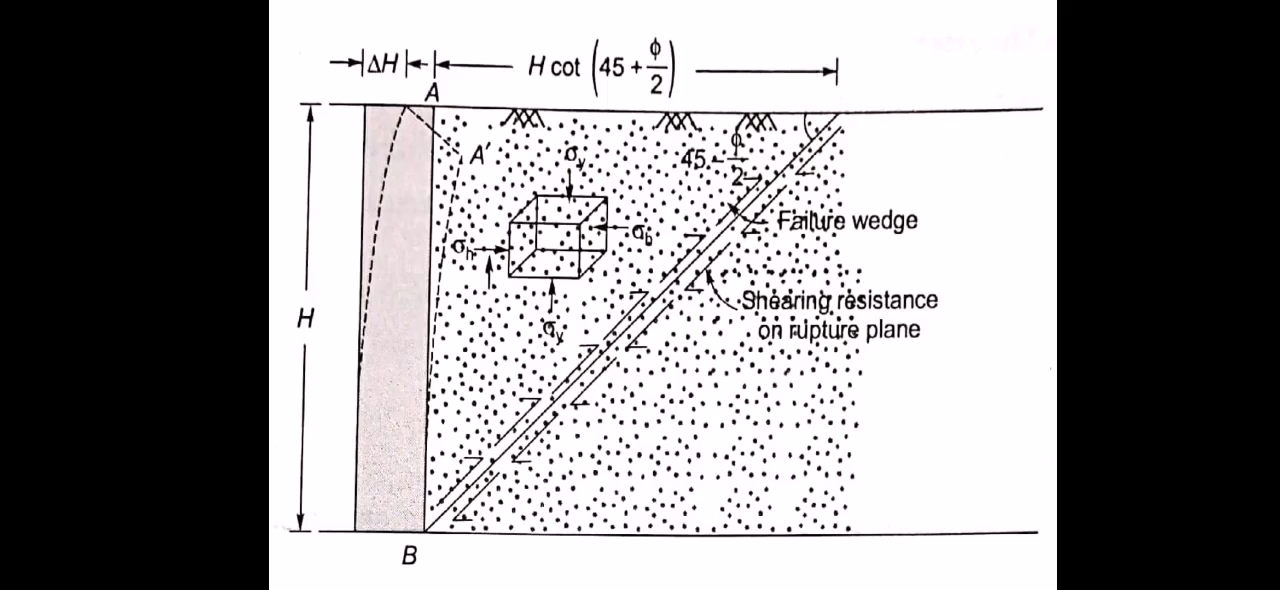 ΔH
H cot (45 + ϕ/2)
A
A'
σv
45 - ϕ/2
Failure wedge
σh
σh
Shearing resistance
on rupture plane
H
σv
B